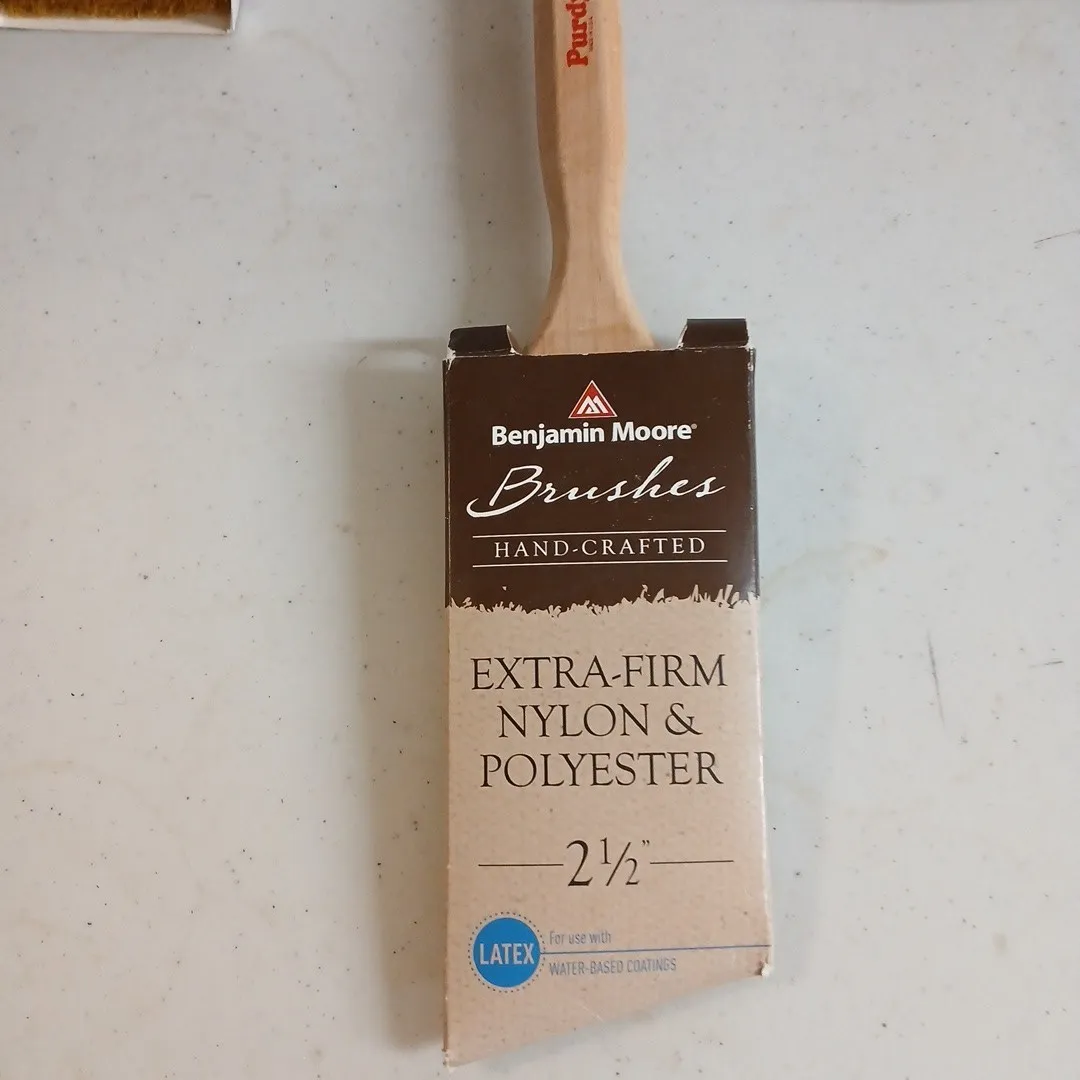 Purdy
Benjamin Moore®
Brushes
HAND-CRAFTED
EXTRA-FIRM
NYLON &
POLYESTER
2½"
LATEX
For use with
WATER-BASED COATINGS